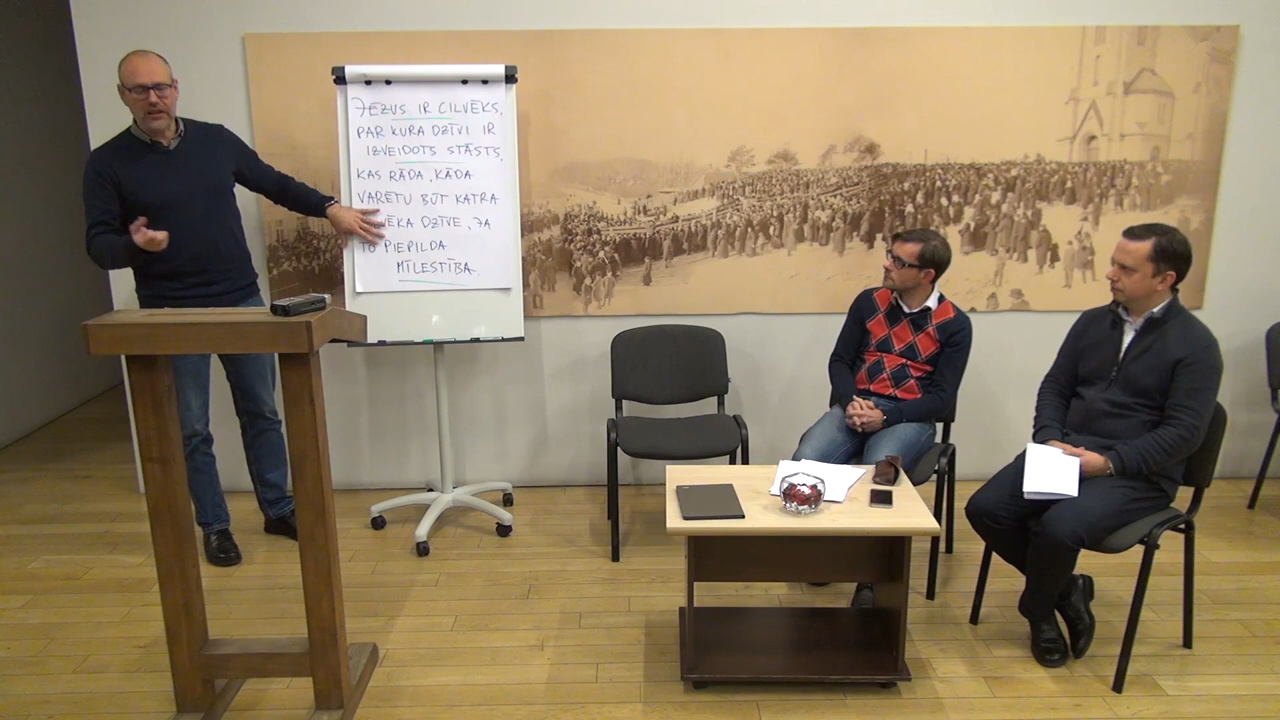 JEZUS IR CILVĒKS,
PAR KURA DZĪVI IR
IZVEIDOTS STĀSTS,
KAS RĀDA, KĀDA
VARĒTU BŪT KATRA
DZĪVE, JA
TO PIEPILDA
MĪLESTĪBA.